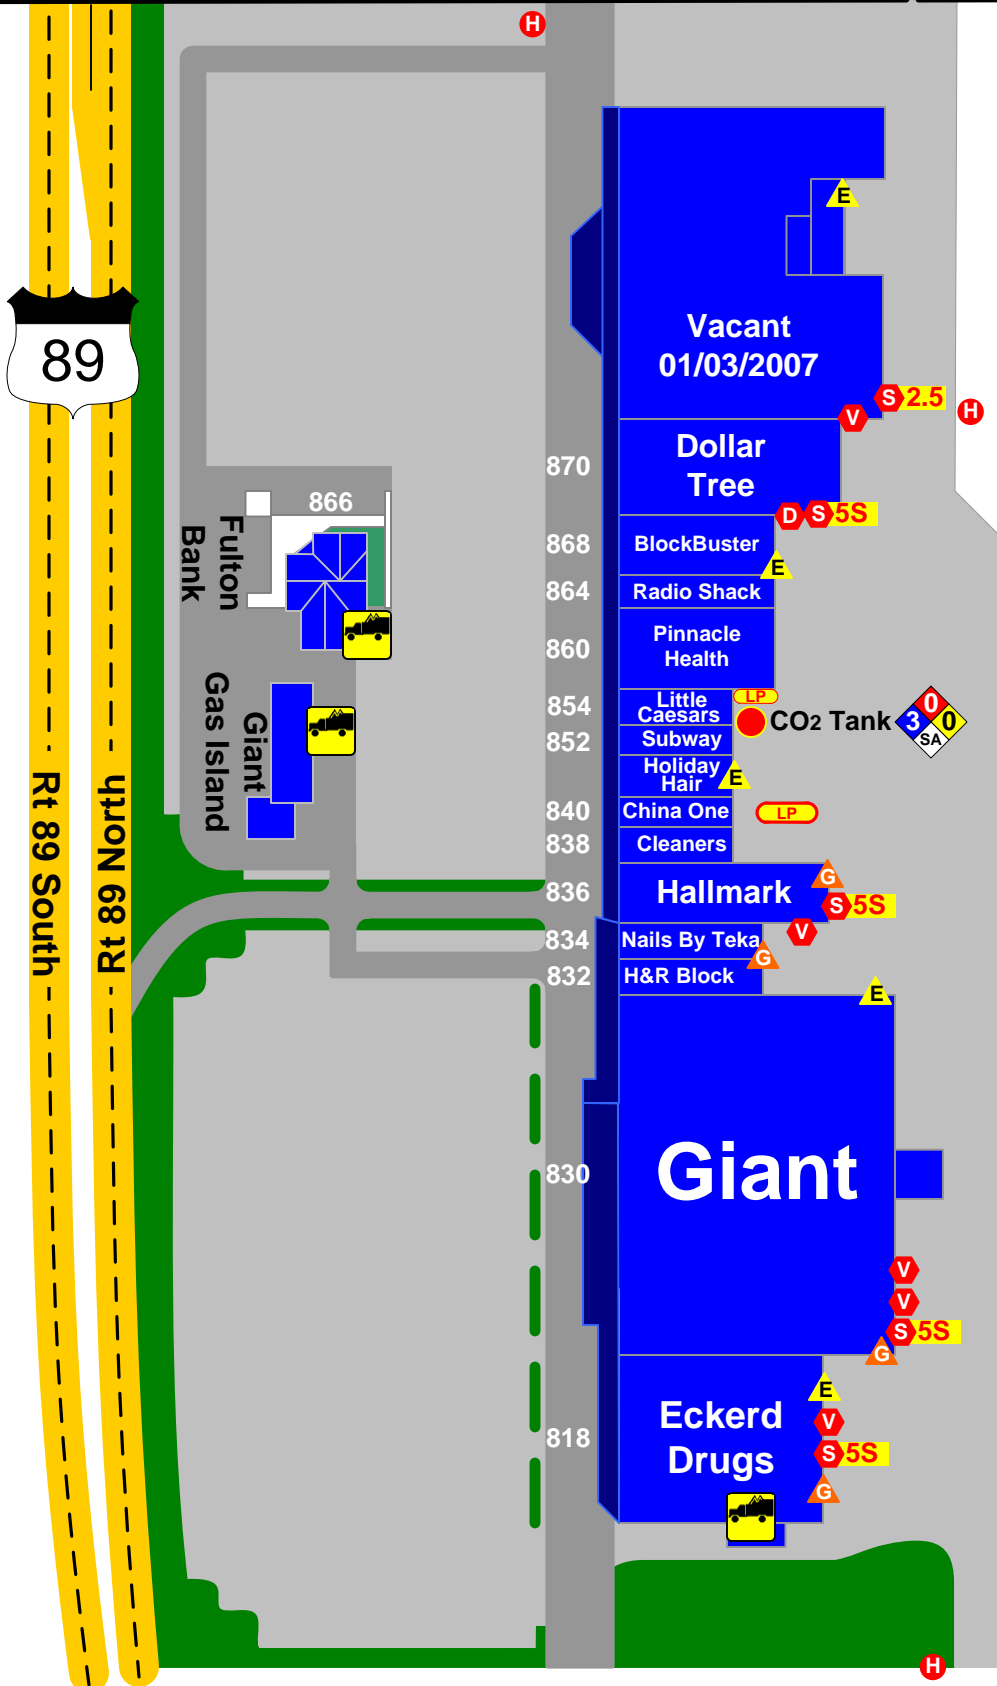 H
E
89
Vacant
01/03/2007
S 2.5
H
V
Dollar
Tree
870
D S 5S
866
Fulton
Bank
868
BlockBuster
E
864
Radio Shack
860
Pinnacle
Health
854
Little
Caesars
LP
CO2 Tank
0
3 0
SA
852
Subway
Holiday
Hair
E
Giant
Gas Island
840
China One
LP
838
Cleaners
836
Hallmark
G
S 5S
V
834
Nails By Teka
G
832
H&R Block
E
Rt 89 South
Rt 89 North
830
Giant
V
V
S 5S
G
818
Eckerd
Drugs
E
V
S 5S
G
H